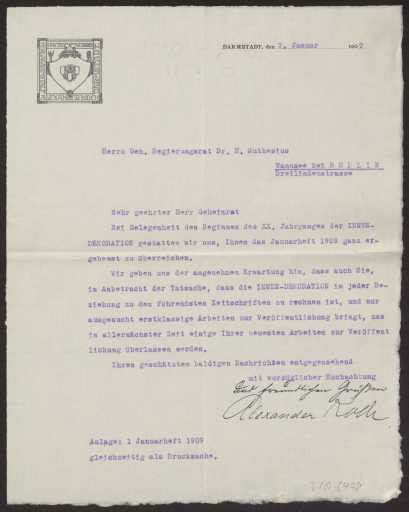 DARMSTADT, den 7. Januar 1909
Herrn Geh. Regierungsrat Dr. H. Muthesius
Wannsee bei BERLIN
Dreilindenstrasse
Sehr geehrter Herr Geheimrat
Bei Gelegenheit des Beginnes des XX. Jahrganges der INNEN-
DEKORATION gestatten wir uns, Ihnen das Januarheft 1909 ganz er-
gebenst zu überreichen.
Wir geben uns der angenehmen Erwartung hin, dass auch Sie,
in Anbetracht der Tatsache, dass die INNEN-DEKORATION in jeder Be-
ziehung zu den führendsten Zeitschriften zu rechnen ist, und nur
ausgesucht erstklassige Arbeiten zur Veröffentlichung bringt, uns
in allernächster Zeit einige Ihrer neuesten Arbeiten zur Veröffent
lichung überlassen werden.
Ihren geschätzten baldigen Nachrichten entgegensehend
mit vorzüglicher Hochachtung
und freundlichen Grüßen
Alexander Koch
Anlage: 1 Januarheft 1909
gleichzeitig als Drucksache.